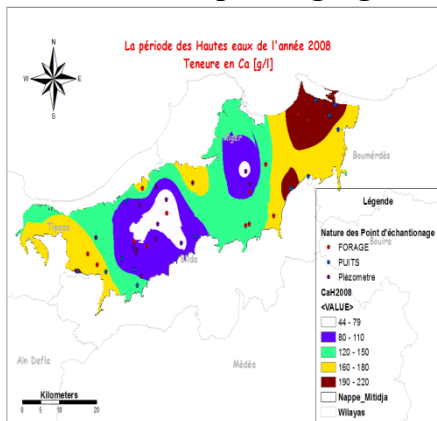 La période des Hautes eaux de l'année 2008
Teneure en Ca [g/l]
N
W
E
S
Alger
Boumérdès
Tipaza
Blida
Bouira
Médéa
Ain Defla
Légende
Nature des Point d'échantionage
FORAGE
PUITS
Piézometre
CaH2008
<VALUE>
44 - 79
80 - 110
120 - 150
160 - 180
190 - 220
Nappe_Mitidja
Wilayas
Kilometers
0 5 10 20